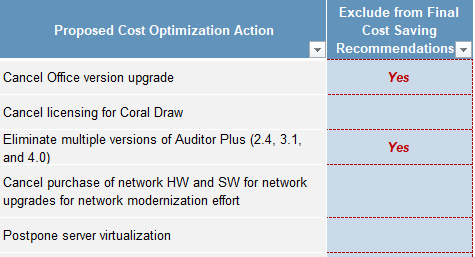 Proposed Cost Optimization Action
Exclude from Final
Cost Saving
Recommendations
Cancel Office version upgrade
Yes
Cancel licensing for Coral Draw
Eliminate multiple versions of Auditor Plus (2.4, 3.1,
and 4.0)
Yes
Cancel purchase of network HW and SW for network
upgrades for network modernization effort
Postpone server virtualization